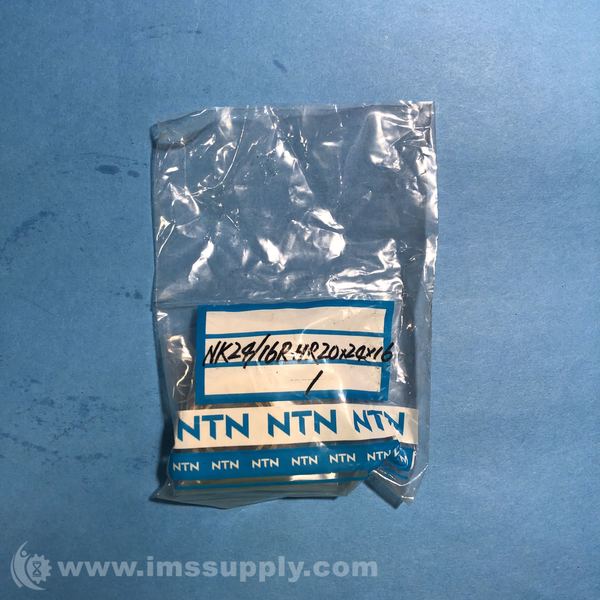 NK24/16R+IR20x24x16
1
NTN NTN NTN
NTN NTN NTN NTN NTN NTN N
www.imssupply.com